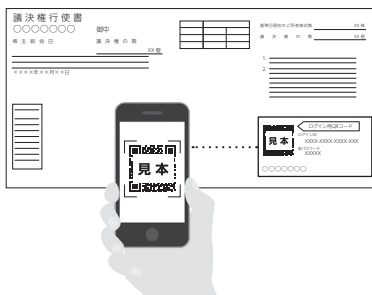 議決権行使書
○○○○○○○ 御中
株主総会日 議決権の数 XX個
××××年××月××日
基準日現在のご所有株式数 XX株
議決権の数 XX個
1.
2.
ログイン用QRコード
見本
ログインID
XXXX-XXXX-XXXX-XXX
仮パスワード
XXXXX
○○○○○○○
見本